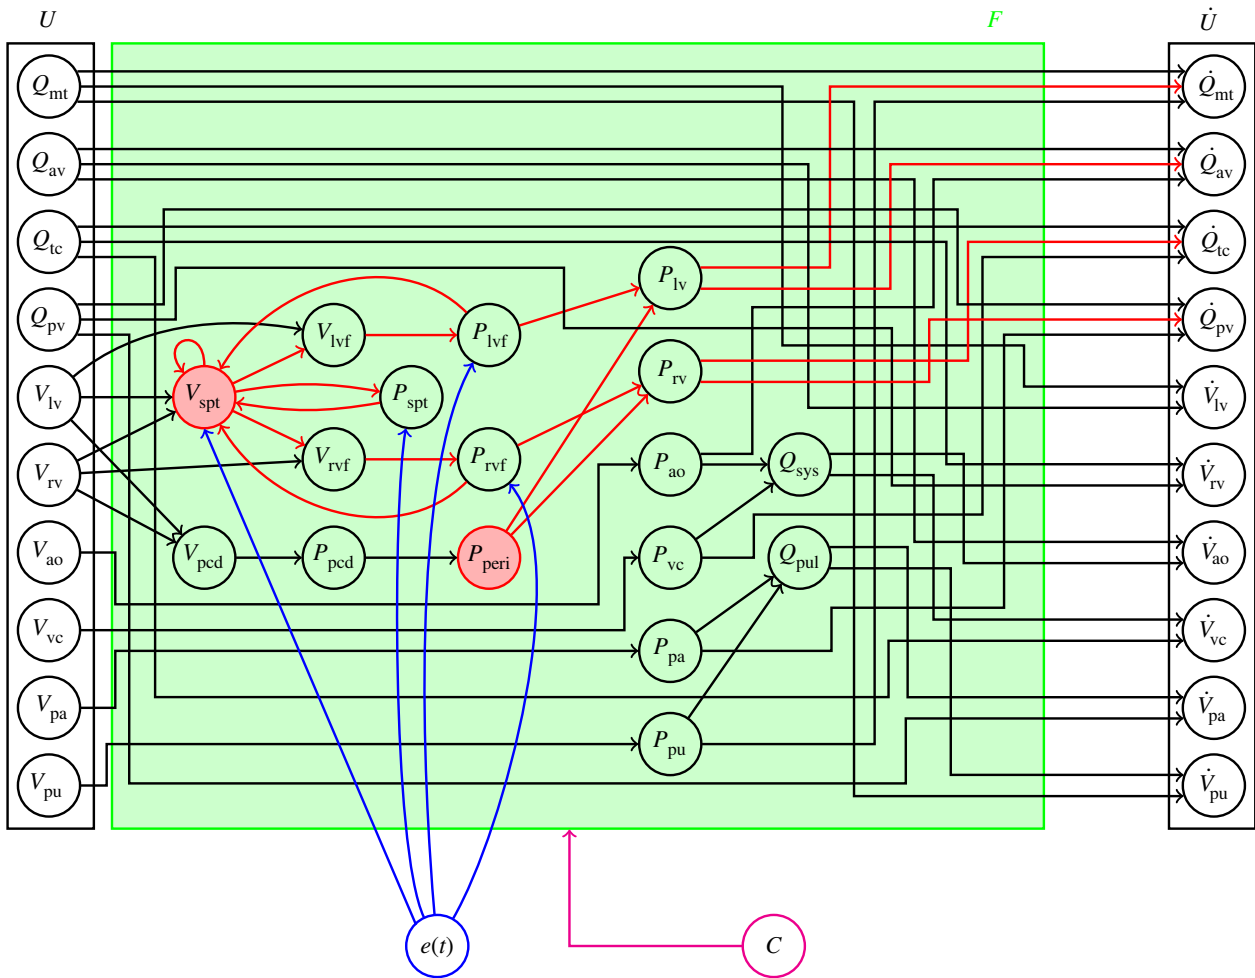 U F U̇
Q_mt Q̇_mt
Q_av Q̇_av
Q_tc Q̇_tc
P_lv
Q_pv V_lvf P_lvf Q̇_pv
P_rv
V_lv V_spt P_spt V̇_lv
V_rv V_rvf P_rvf P_ao Q_sys V̇_rv
V_ao V_pcd P_pcd P_peri P_vc Q_pul V̇_ao
V_vc V̇_vc
P_pa
V_pa V̇_pa
P_pu
V_pu V̇_pu
e(t) C